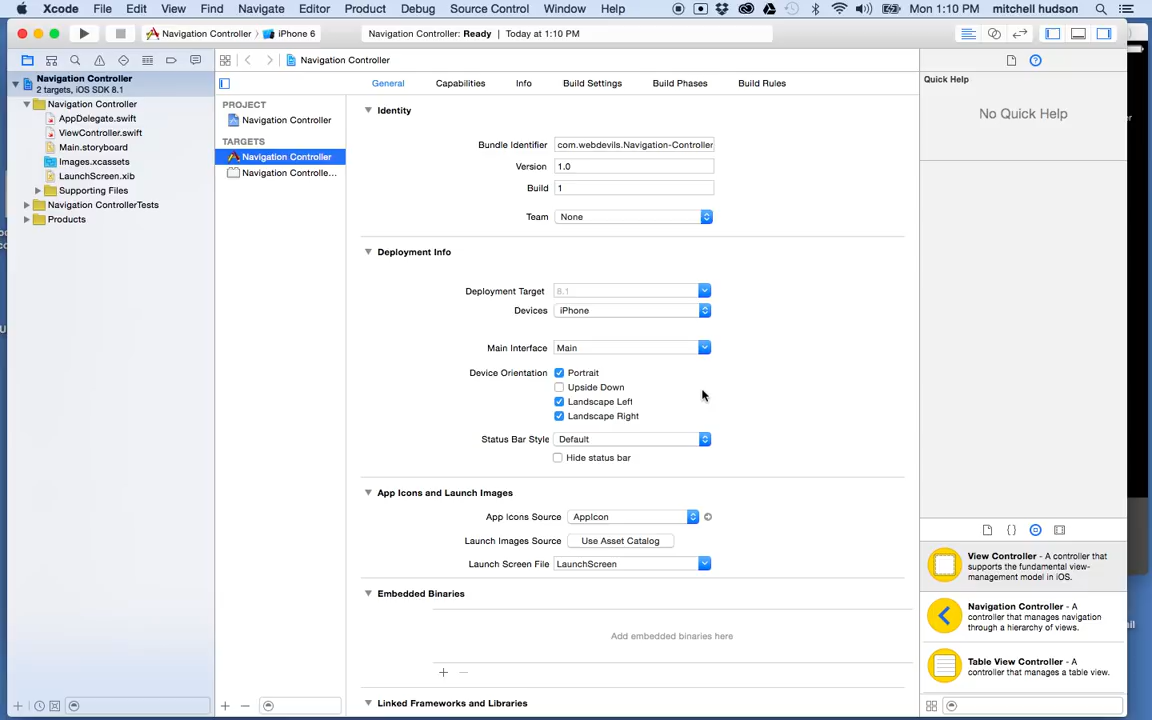 Xcode File Edit View Find Navigate Editor Product Debug Source Control Window Help Mon 1:10 PM mitchell hudson
Navigation Controller iPhone 6 Navigation Controller: Ready Today at 1:10 PM
Navigation Controller
2 targets, iOS SDK 8.1
Navigation Controller
AppDelegate.swift
ViewController.swift
Main.storyboard
Images.xcassets
LaunchScreen.xib
Supporting Files
Navigation ControllerTests
Products
Navigation Controller
General Capabilities Info Build Settings Build Phases Build Rules
PROJECT
Navigation Controller
TARGETS
Navigation Controller
Navigation Controlle...
Identity
Bundle Identifier com.webdevils.Navigation-Controller
Version 1.0
Build 1
Team None
Deployment Info
Deployment Target 8.1
Devices iPhone
Main Interface Main
Device Orientation Portrait
Upside Down
Landscape Left
Landscape Right
Status Bar Style Default
Hide status bar
App Icons and Launch Images
App Icons Source AppIcon
Launch Images Source Use Asset Catalog
Launch Screen File LaunchScreen
Embedded Binaries
Add embedded binaries here
Linked Frameworks and Libraries
Quick Help
No Quick Help
View Controller - A controller that
supports the fundamental view-
management model in iOS.
Navigation Controller - A
controller that manages navigation
through a hierarchy of views.
Table View Controller - A
controller that manages a table view.